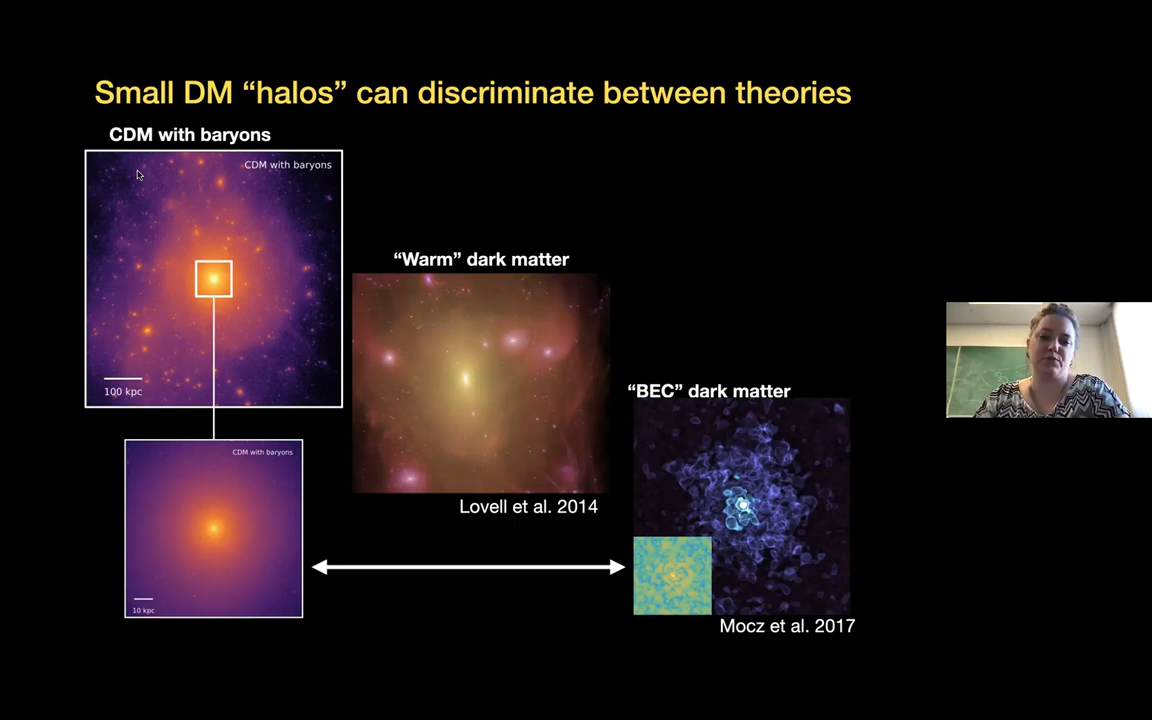 Small DM “halos” can discriminate between theories
CDM with baryons
CDM with baryons
100 kpc
“Warm” dark matter
Lovell et al. 2014
“BEC” dark matter
Mocz et al. 2017
CDM with baryons
10 kpc